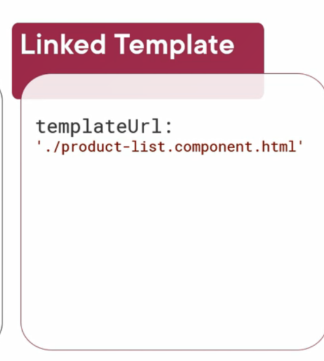 Linked Template
templateUrl:
'./product-list.component.html'